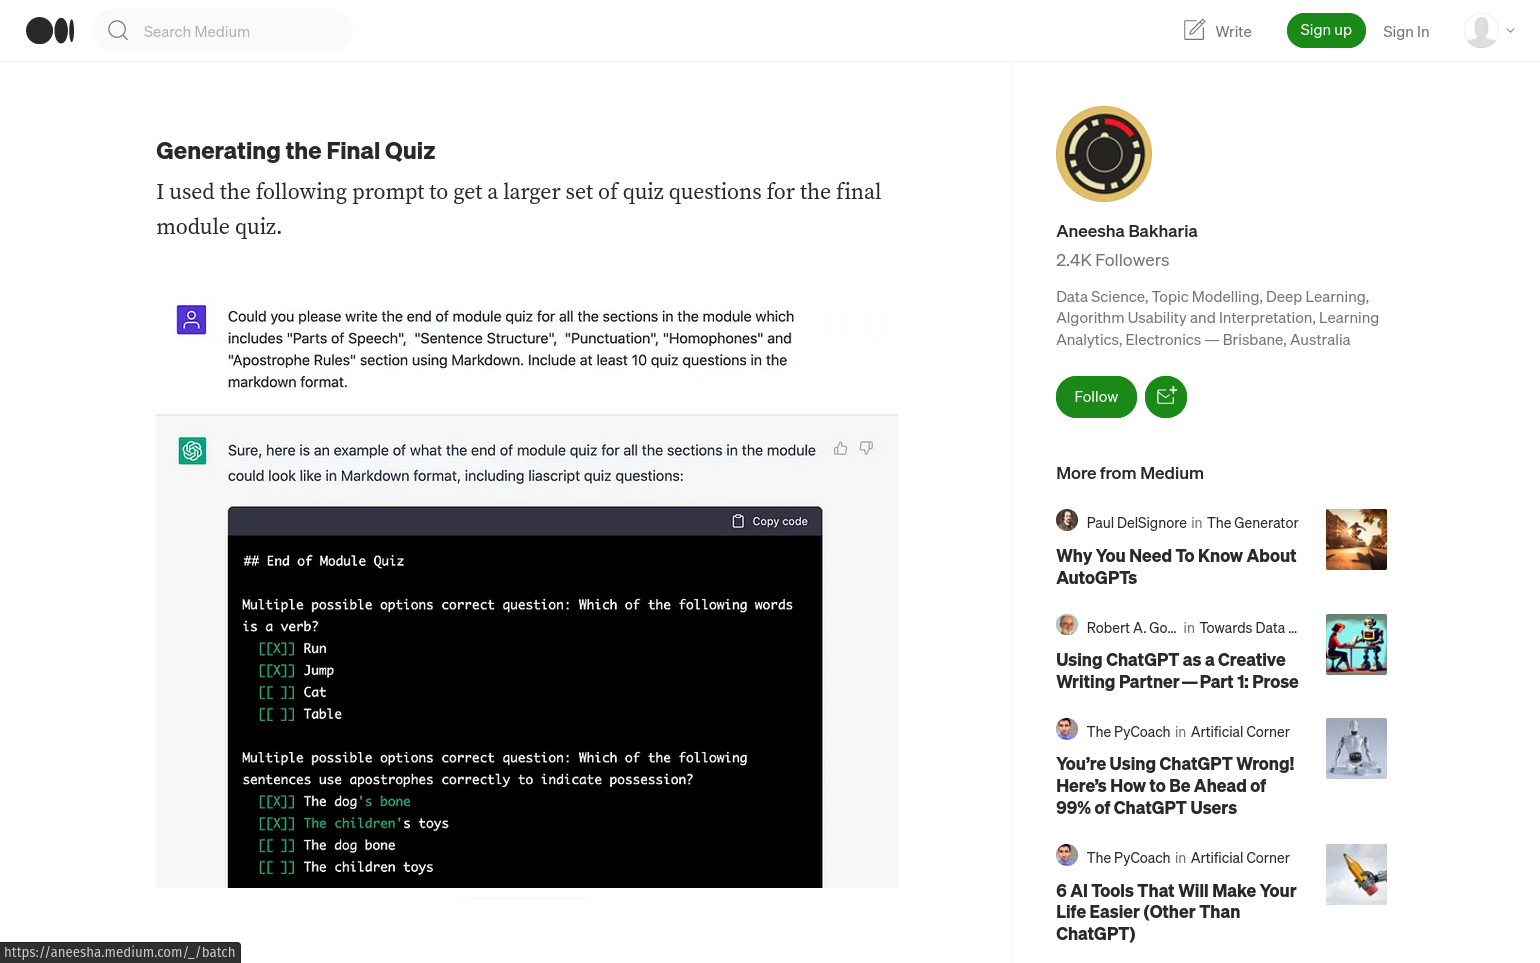 Search Medium
Write
Sign up
Sign In
Generating the Final Quiz
I used the following prompt to get a larger set of quiz questions for the final
module quiz.
Could you please write the end of module quiz for all the sections in the module which
includes "Parts of Speech",  "Sentence Structure",  "Punctuation", "Homophones" and
"Apostrophe Rules" section using Markdown. Include at least 10 quiz questions in the
markdown format.
Sure, here is an example of what the end of module quiz for all the sections in the module
could look like in Markdown format, including liascript quiz questions:
Copy code
## End of Module Quiz
Multiple possible options correct question: Which of the following words
is a verb?
[[X]] Run
[[X]] Jump
[[ ]] Cat
[[ ]] Table
Multiple possible options correct question: Which of the following
sentences use apostrophes correctly to indicate possession?
[[X]] The dog's bone
[[X]] The children's toys
[[ ]] The dog bone
[[ ]] The children toys
Aneesha Bakharia
2.4K Followers
Data Science, Topic Modelling, Deep Learning,
Algorithm Usability and Interpretation, Learning
Analytics, Electronics — Brisbane, Australia
Follow
More from Medium
Paul DelSignore in The Generator
Why You Need To Know About
AutoGPTs
Robert A. Go... in Towards Data ...
Using ChatGPT as a Creative
Writing Partner — Part 1: Prose
The PyCoach in Artificial Corner
You’re Using ChatGPT Wrong!
Here’s How to Be Ahead of
99% of ChatGPT Users
The PyCoach in Artificial Corner
6 AI Tools That Will Make Your
Life Easier (Other Than
ChatGPT)
https://aneesha.medium.com/_/batch